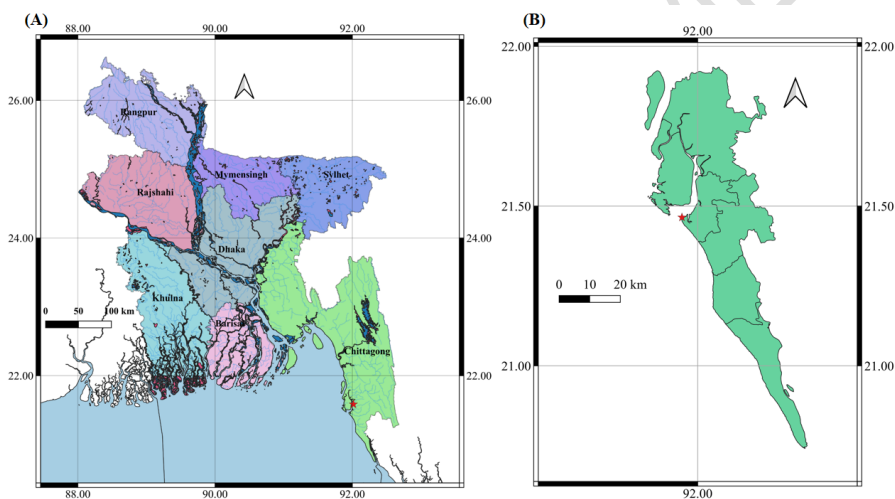 (A)
88.00 90.00 92.00
26.00 26.00
Rangpur
Mymensingh
Sylhet
Rajshahi
24.00 24.00
Dhaka
Khulna
0 50 100 km
Barisal
Chittagong
22.00 22.00
88.00 90.00 92.00
(B)
92.00
22.00 22.00
21.50 21.50
0 10 20 km
21.00 21.00
92.00